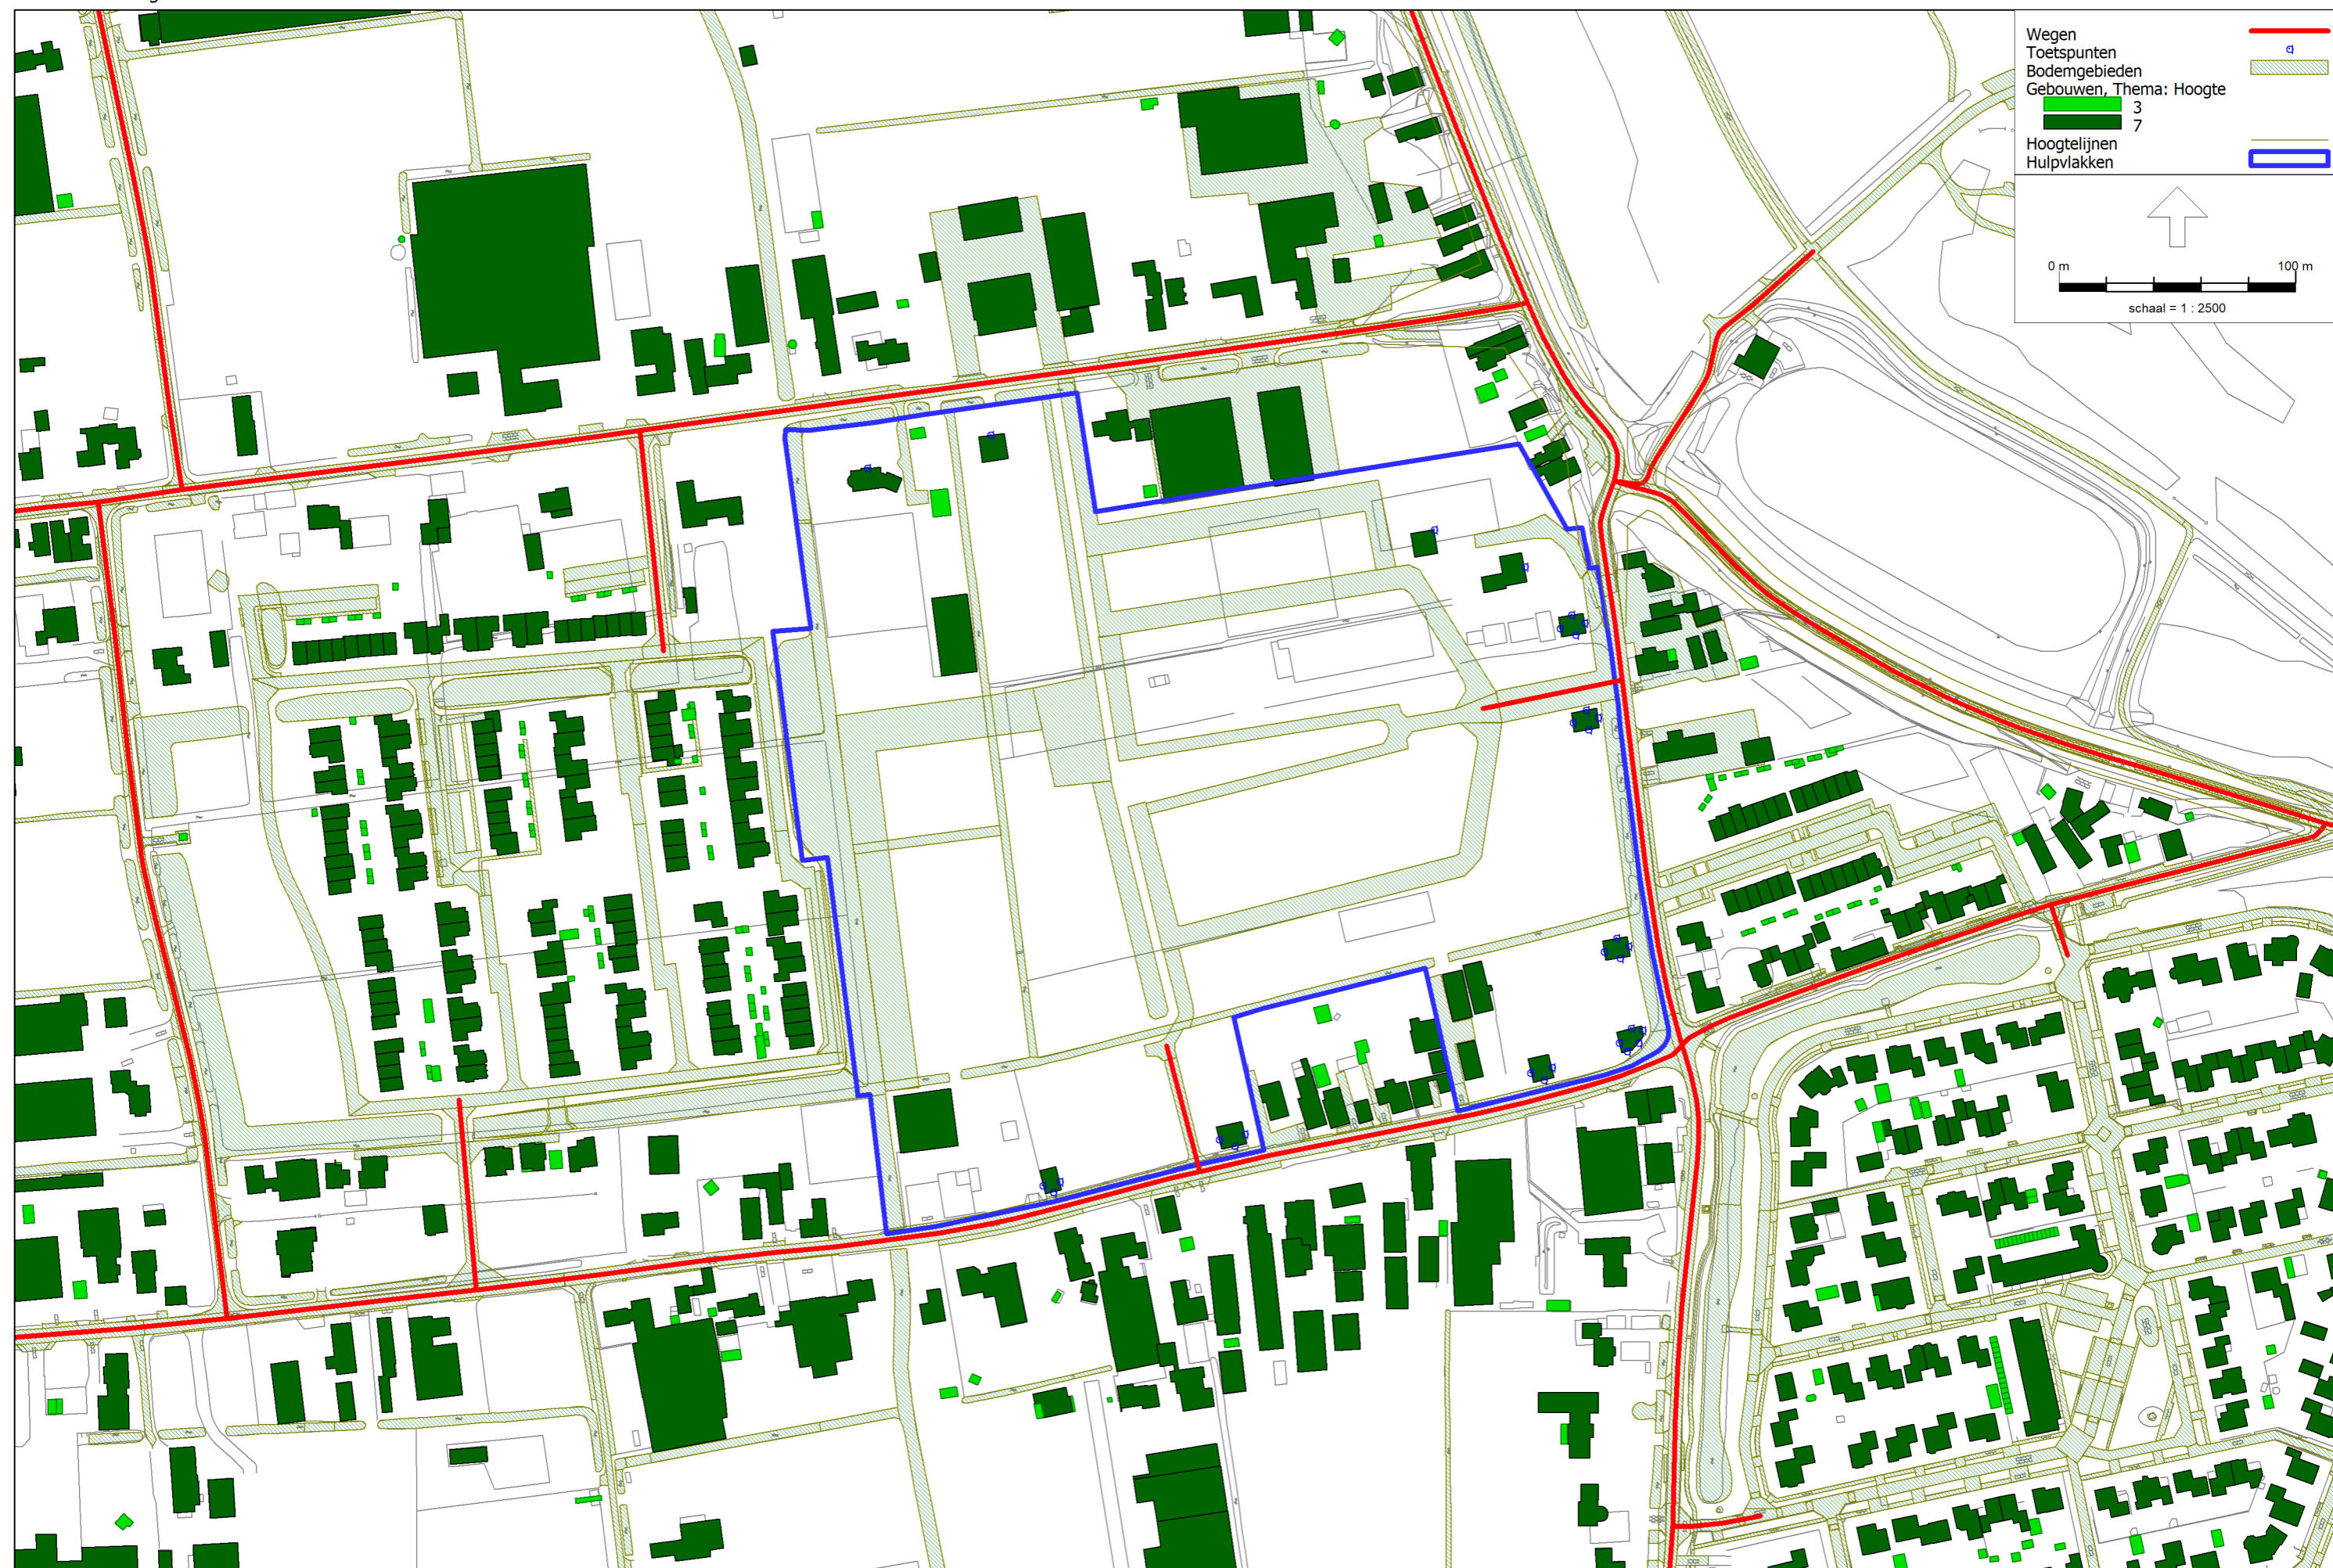 Wegen
Toetspunten
Bodemgebieden
Gebouwen, Thema: Hoogte
3
7
Hoogtelijnen
Hulpvlakken
0 m 100 m
schaal = 1 : 2500